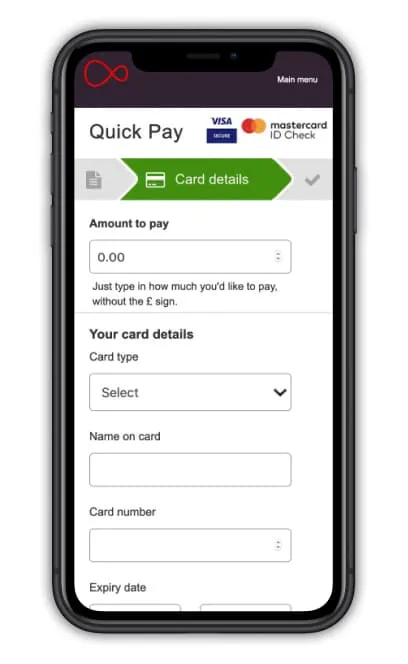 Main menu
Quick Pay
VISA
SECURE
mastercard
ID Check
Card details
Amount to pay
0.00
Just type in how much you'd like to pay,
without the £ sign.
Your card details
Card type
Select
Name on card
Card number
Expiry date